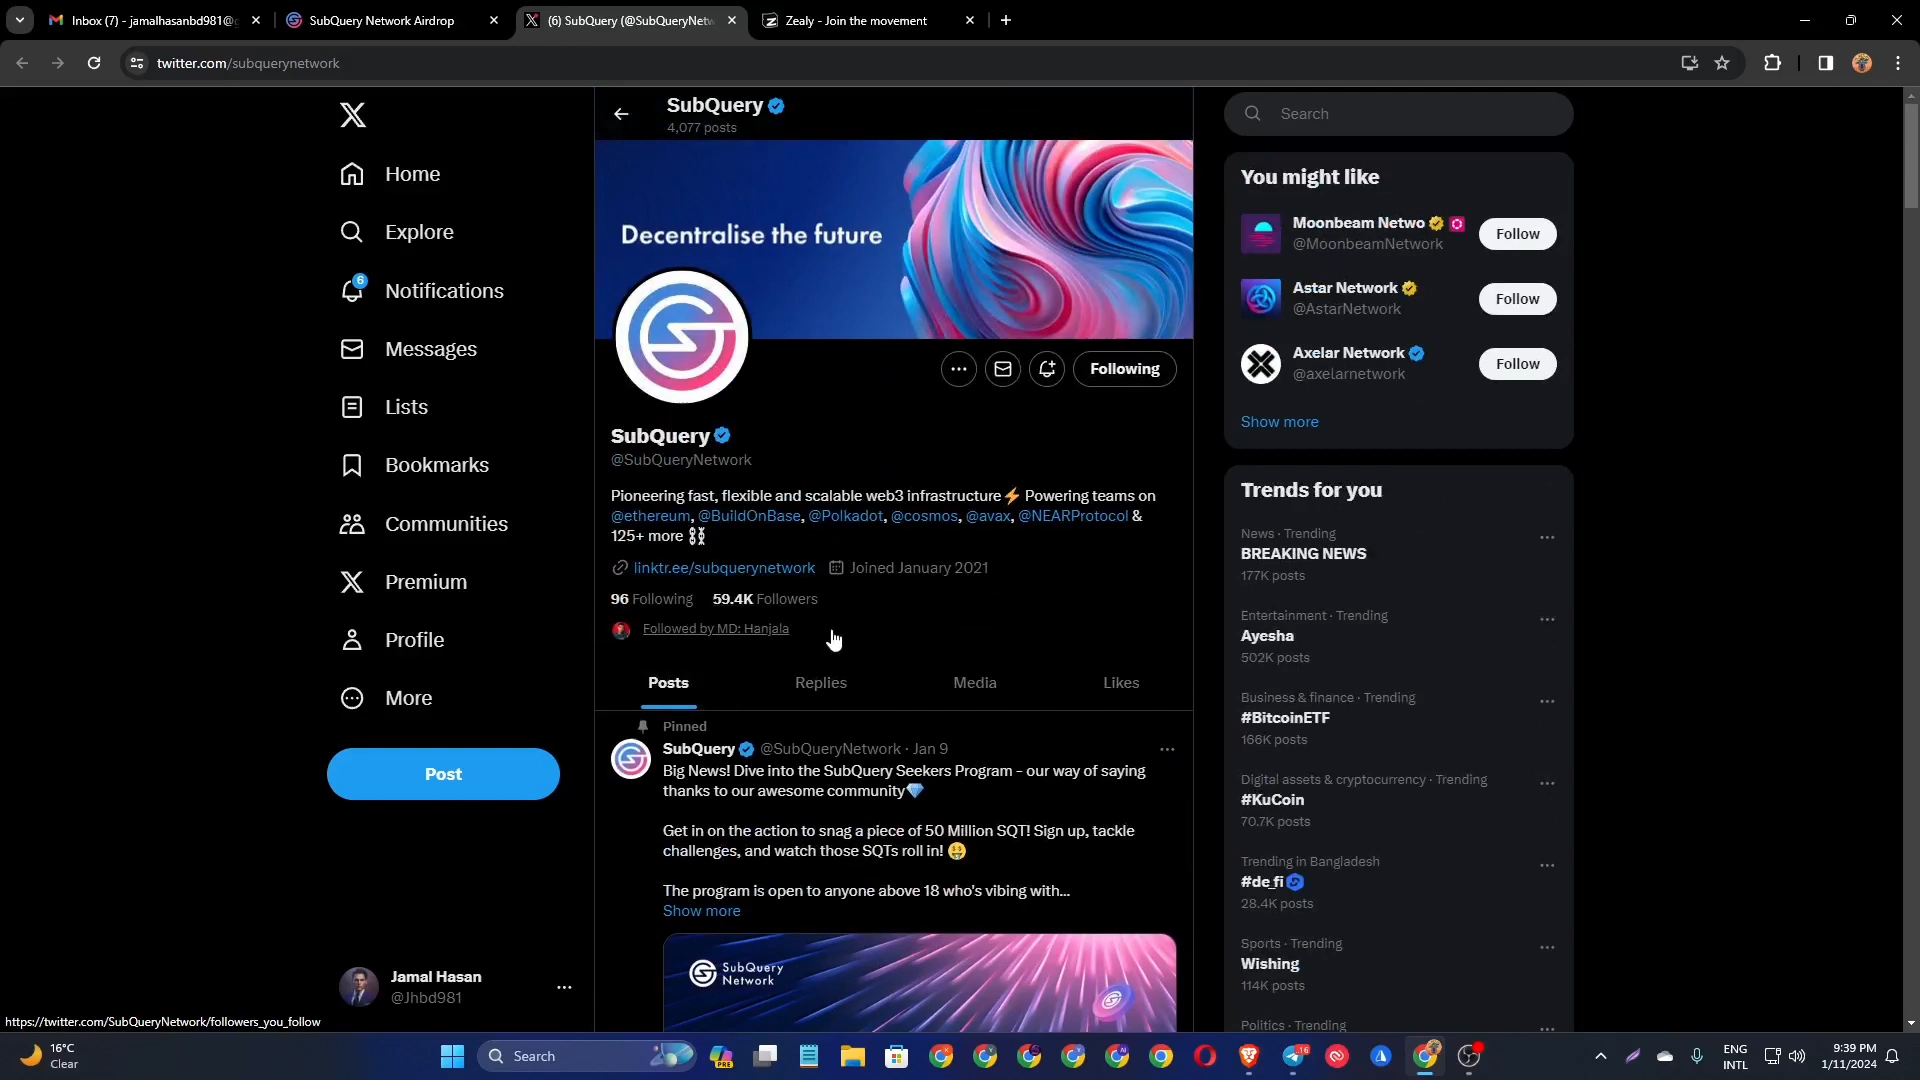 Inbox (7) - jamalhasanbd981@g
SubQuery Network Airdrop
(6) SubQuery (@SubQueryNetw
Zealy - Join the movement
twitter.com/subquerynetwork
Home
Explore
6
Notifications
Messages
Lists
Bookmarks
Communities
Premium
Profile
More
Post
Jamal Hasan
@Jhbd981
https://twitter.com/SubQueryNetwork/followers_you_follow
SubQuery
4,077 posts
Decentralise the future
Following
SubQuery
@SubQueryNetwork
Pioneering fast, flexible and scalable web3 infrastructure⚡ Powering teams on
@ethereum, @BuildOnBase, @Polkadot, @cosmos, @avax, @NEARProtocol &
125+ more ⛓️
linktr.ee/subquerynetwork Joined January 2021
96 Following 59.4K Followers
Followed by MD: Hanjala
Posts Replies Media Likes
Pinned
SubQuery @SubQueryNetwork · Jan 9
Big News! Dive into the SubQuery Seekers Program - our way of saying
thanks to our awesome community💎
Get in on the action to snag a piece of 50 Million SQT! Sign up, tackle
challenges, and watch those SQTs roll in! 🤑
The program is open to anyone above 18 who's vibing with...
Show more
SubQuery
Network
Search
You might like
Moonbeam Netwo
@MoonbeamNetwork
Follow
Astar Network
@AstarNetwork
Follow
Axelar Network
@axelarnetwork
Follow
Show more
Trends for you
News · Trending
BREAKING NEWS
177K posts
Entertainment · Trending
Ayesha
502K posts
Business & finance · Trending
#BitcoinETF
166K posts
Digital assets & cryptocurrency · Trending
#KuCoin
70.7K posts
Trending in Bangladesh
#de_fi
28.4K posts
Sports · Trending
Wishing
114K posts
Politics · Trending
16°C
Clear
Search
PRE
16
ENG
INTL
9:39 PM
1/11/2024